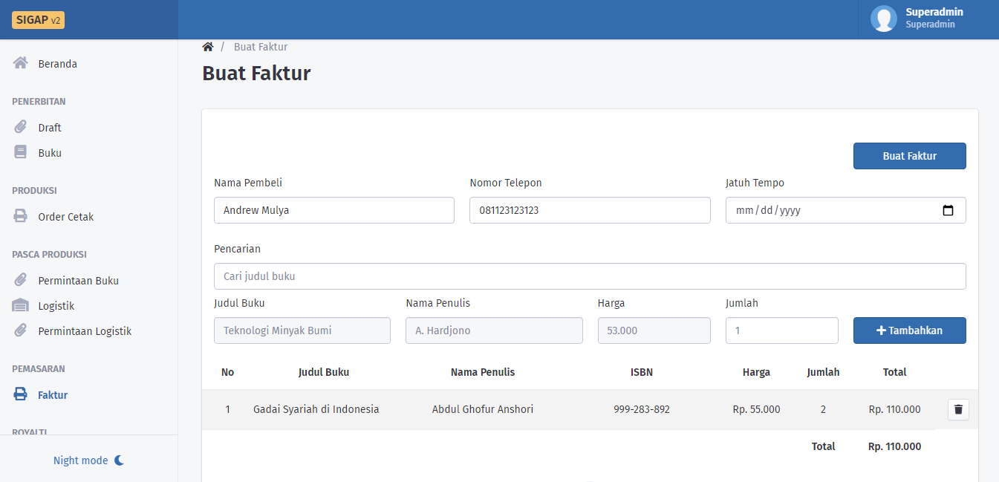 SIGAP v2
Superadmin
Superadmin
Beranda
PENERBITAN
Draft
Buku
PRODUKSI
Order Cetak
PASCA PRODUKSI
Permintaan Buku
Logistik
Permintaan Logistik
PEMASARAN
Faktur
ROYALTI
Night mode
/ Buat Faktur
Buat Faktur
Buat Faktur
Nama Pembeli Nomor Telepon Jatuh Tempo
Andrew Mulya 081123123123 mm/dd/yyyy
Pencarian
Cari judul buku
Judul Buku Nama Penulis Harga Jumlah
Teknologi Minyak Bumi A. Hardjono 53.000 1 + Tambahkan
No Judul Buku Nama Penulis ISBN Harga Jumlah Total
1 Gadai Syariah di Indonesia Abdul Ghofur Anshori 999-283-892 Rp. 55.000 2 Rp. 110.000
Total Rp. 110.000